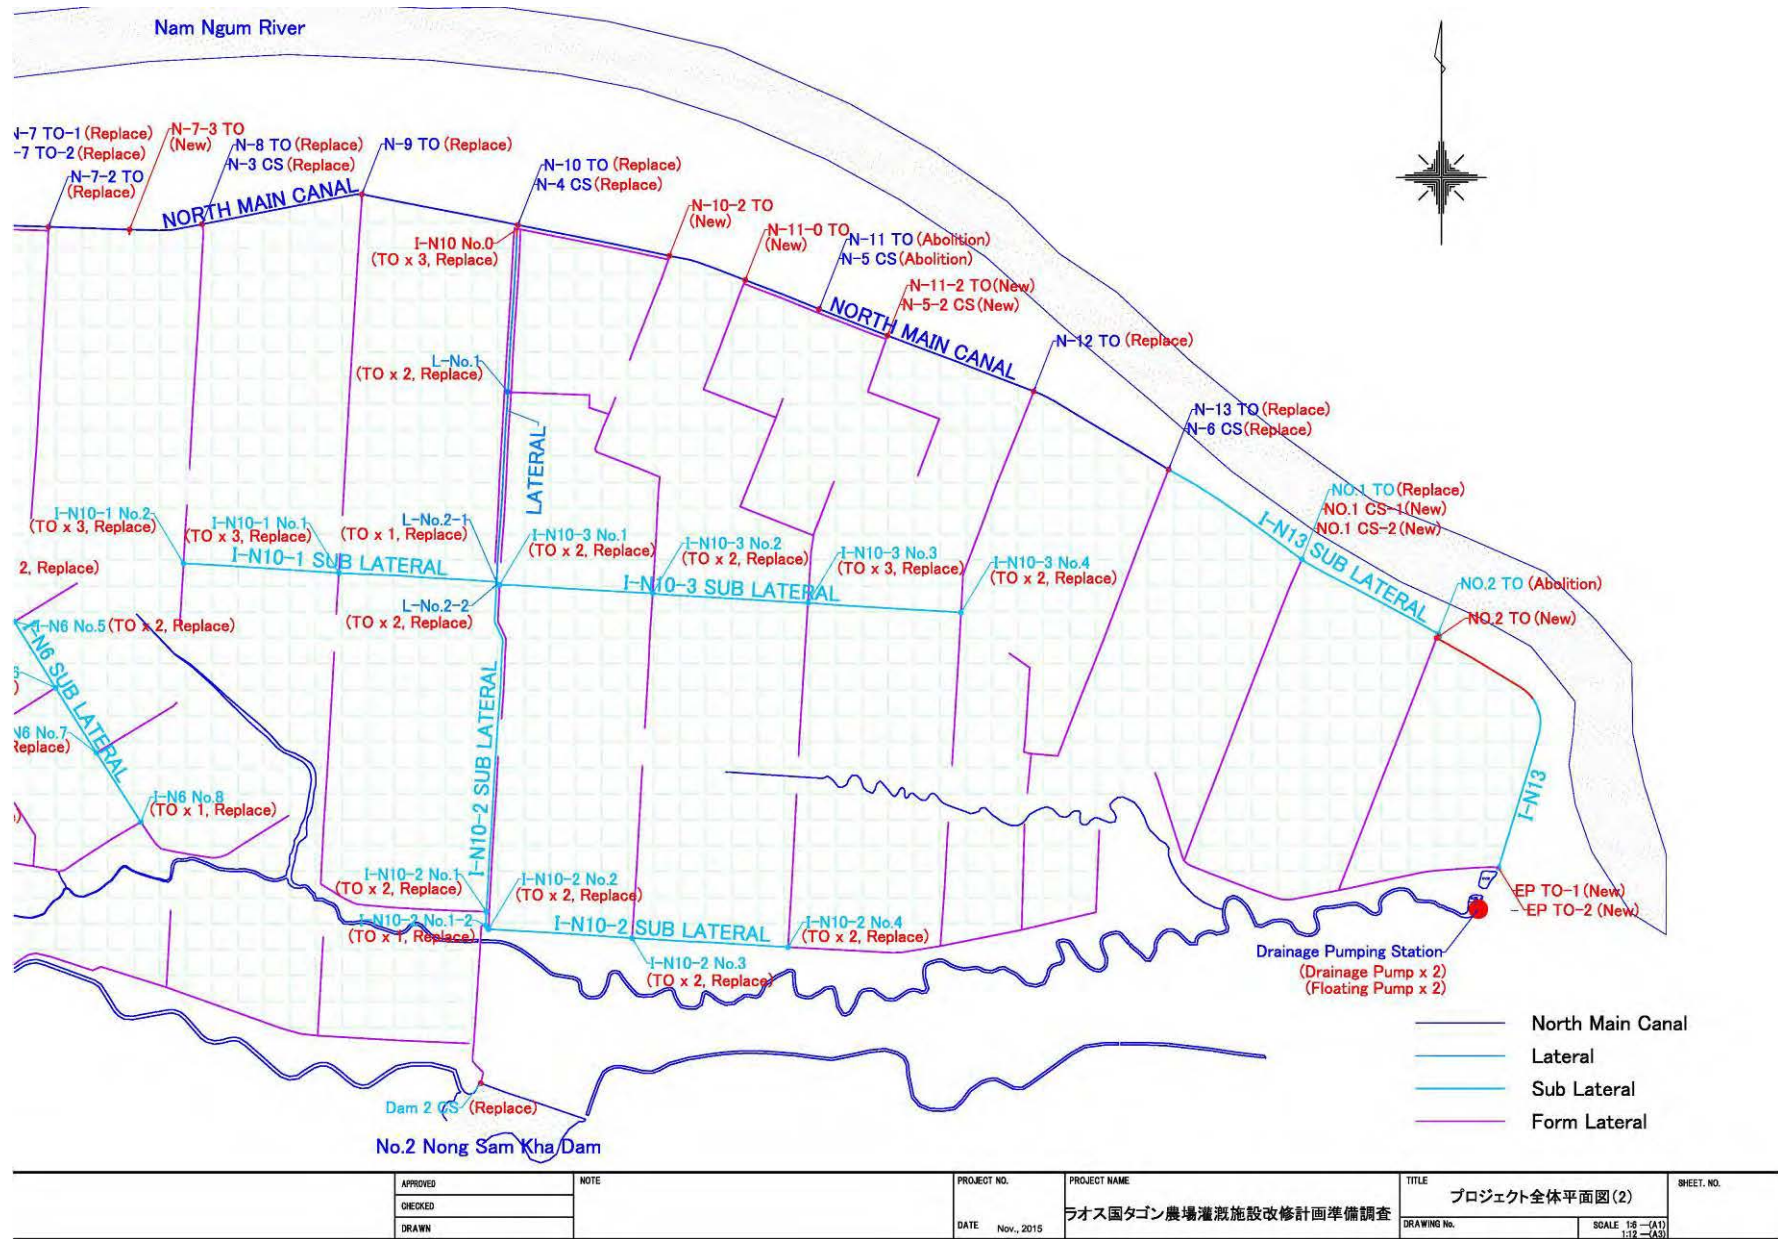 Nam Ngum River
N-7 TO-1 (Replace)
-7 TO-2 (Replace)
N-7-3 TO
(New)
N-7-2 TO
(Replace)
N-8 TO (Replace)
N-3 CS (Replace)
N-9 TO (Replace)
NORTH MAIN CANAL
N-10 TO (Replace)
N-4 CS (Replace)
I-N10 No.0
(TO x 3, Replace)
N-10-2 TO
(New)
N-11-0 TO
(New)
N-11 TO (Abolition)
N-5 CS (Abolition)
N-11-2 TO (New)
N-5-2 CS (New)
NORTH MAIN CANAL
N-12 TO (Replace)
L-No.1
(TO x 2, Replace)
LATERAL
N-13 TO (Replace)
N-6 CS (Replace)
NO.1 TO (Replace)
NO.1 CS-1 (New)
NO.1 CS-2 (New)
I-N13 SUB LATERAL
I-N10-1 No.2
(TO x 3, Replace)
I-N10-1 No.1
(TO x 3, Replace)
L-No.2-1
(TO x 1, Replace)
I-N10-3 No.1
(TO x 2, Replace)
I-N10-3 No.2
(TO x 2, Replace)
I-N10-3 No.3
(TO x 3, Replace)
I-N10-3 No.4
(TO x 2, Replace)
I-N10-1 SUB LATERAL
I-N10-3 SUB LATERAL
2, Replace)
NO.2 TO (Abolition)
NO.2 TO (New)
L-No.2-2
(TO x 2, Replace)
I-N6 No.5 (TO x 2, Replace)
I-N6 SUB LATERAL
N6 No.7
Replace)
I-N10-2 SUB LATERAL
I-N6 No.8
(TO x 1, Replace)
I-N13
I-N10-2 No.1
(TO x 2, Replace)
I-N10-2 No.2
(TO x 2, Replace)
EP TO-1 (New)
EP TO-2 (New)
I-N10-2 No.1-2
(TO x 1, Replace)
I-N10-2 SUB LATERAL
I-N10-2 No.4
(TO x 2, Replace)
I-N10-2 No.3
(TO x 2, Replace)
Drainage Pumping Station
(Drainage Pump x 2)
(Floating Pump x 2)
North Main Canal
Lateral
Sub Lateral
Form Lateral
Dam 2 CS (Replace)
No.2 Nong Sam Kha Dam
APPROVED
CHECKED
DRAWN
NOTE
PROJECT NO.
DATE Nov., 2015
PROJECT NAME
ラオス国タゴン農場灌漑施設改修計画準備調査
TITLE
プロジェクト全体平面図(2)
DRAWING No.
SCALE 1:6 —(A1)
1:12 —(A3)
SHEET. NO.